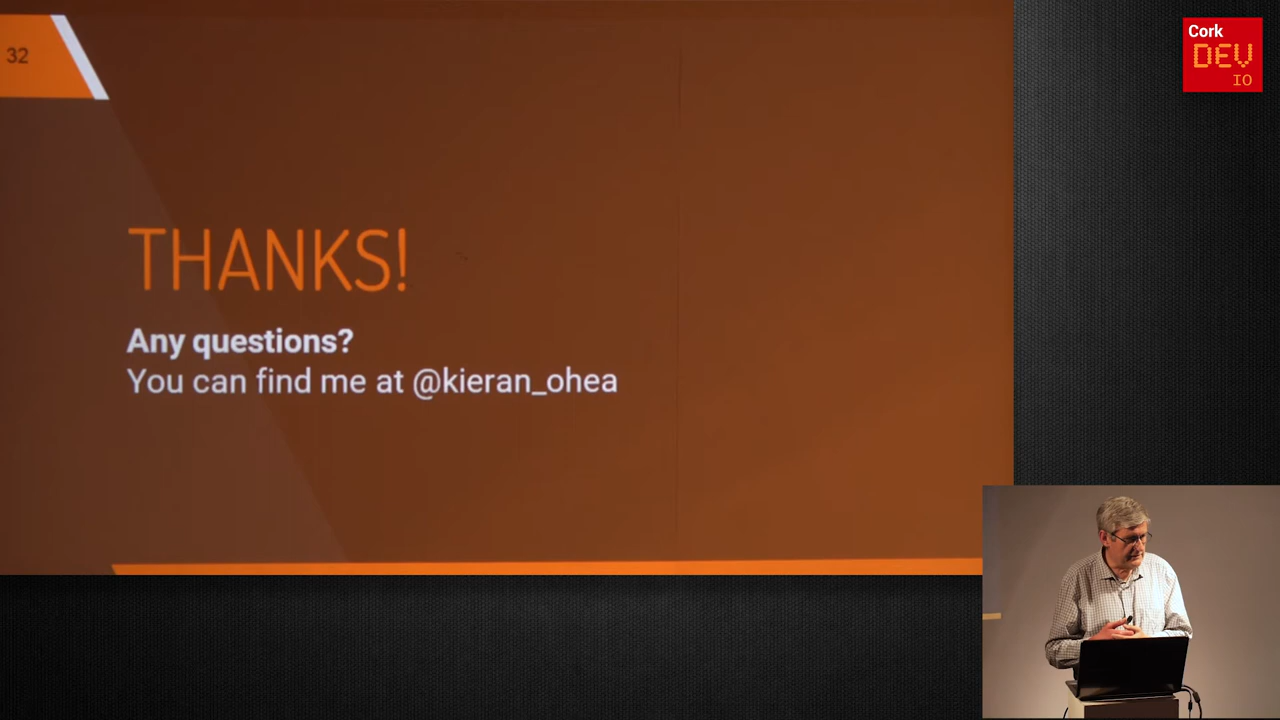 32
Cork
DEV
IO
THANKS!
Any questions?
You can find me at @kieran_ohea